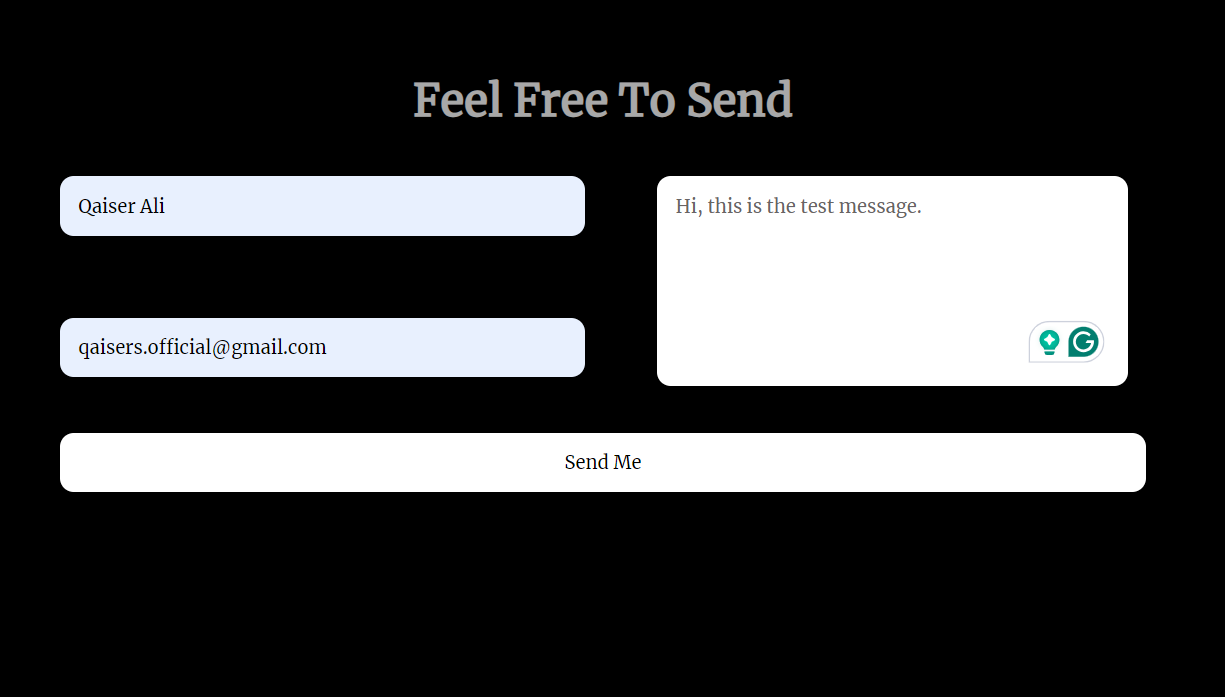 Feel Free To Send
Qaiser Ali
Hi, this is the test message.
qaisers.official@gmail.com
Send Me